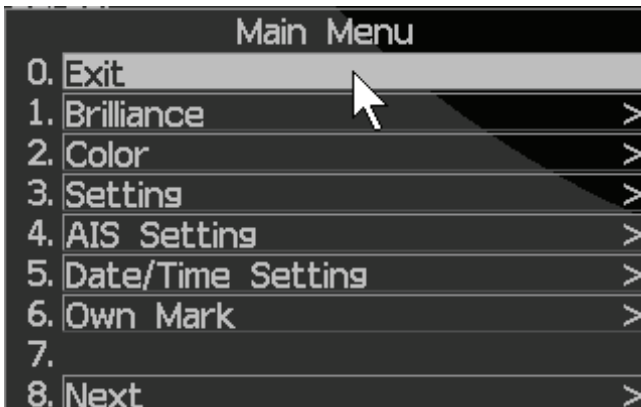 Main Menu
0. Exit
1. Brilliance >
2. Color >
3. Setting >
4. AIS Setting >
5. Date/Time Setting >
6. Own Mark >
7.
8. Next >